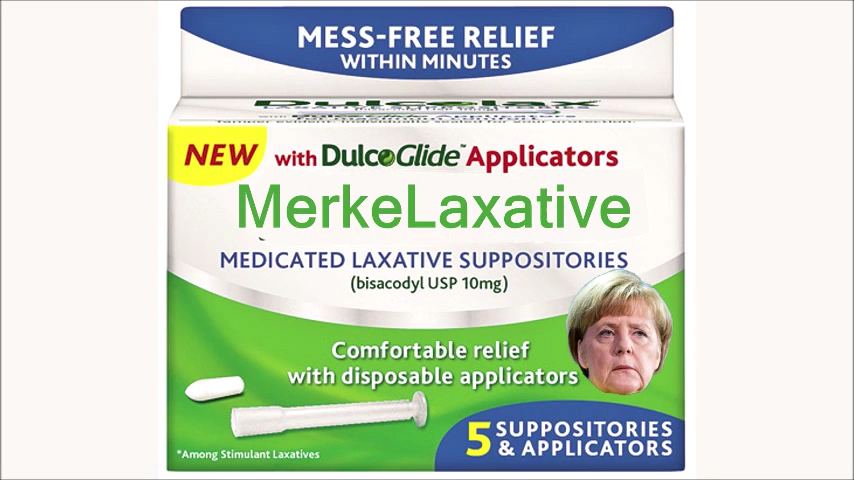 MESS-FREE RELIEF
WITHIN MINUTES
Dulcolax
NEW with DulcoGlide™ Applicators
MerkeLaxative
MEDICATED LAXATIVE SUPPOSITORIES
(bisacodyl USP 10mg)
Comfortable relief
with disposable applicators
5 SUPPOSITORIES
& APPLICATORS
*Among Stimulant Laxatives